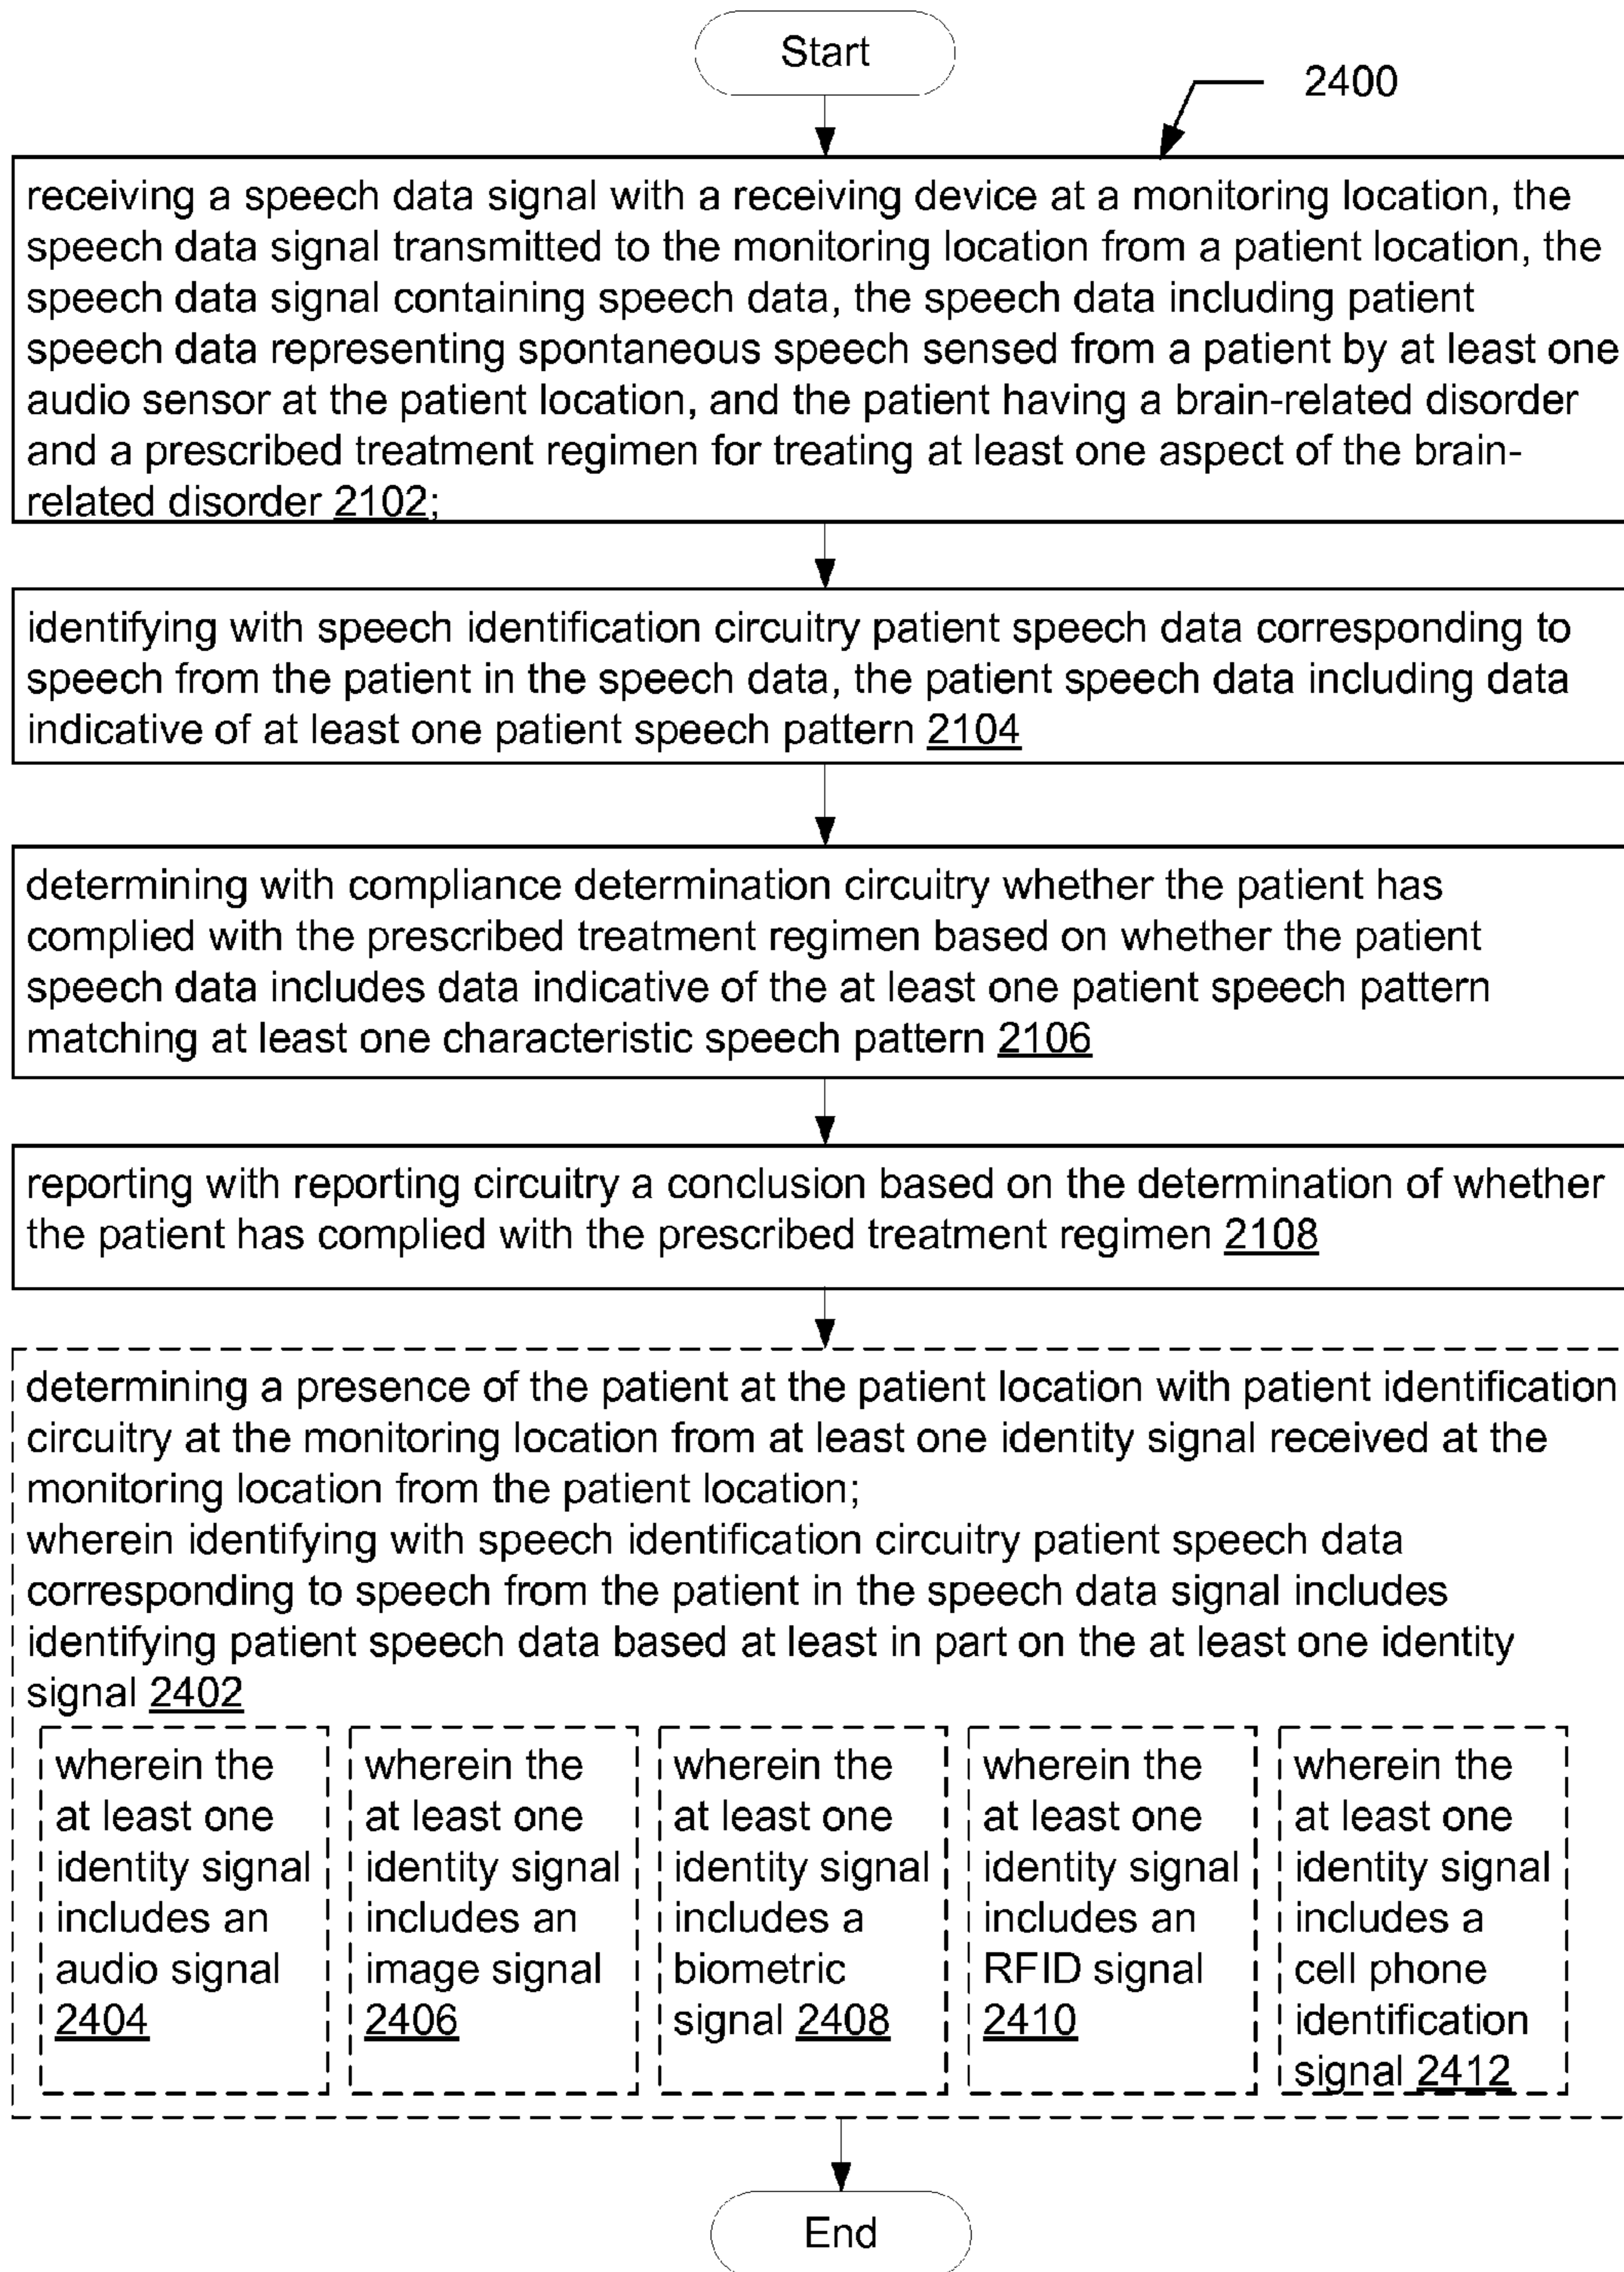 Start
2400
receiving a speech data signal with a receiving device at a monitoring location, the
speech data signal transmitted to the monitoring location from a patient location, the
speech data signal containing speech data, the speech data including patient
speech data representing spontaneous speech sensed from a patient by at least one
audio sensor at the patient location, and the patient having a brain-related disorder
and a prescribed treatment regimen for treating at least one aspect of the brain-
related disorder 2102;
identifying with speech identification circuitry patient speech data corresponding to
speech from the patient in the speech data, the patient speech data including data
indicative of at least one patient speech pattern 2104
determining with compliance determination circuitry whether the patient has
complied with the prescribed treatment regimen based on whether the patient
speech data includes data indicative of the at least one patient speech pattern
matching at least one characteristic speech pattern 2106
reporting with reporting circuitry a conclusion based on the determination of whether
the patient has complied with the prescribed treatment regimen 2108
determining a presence of the patient at the patient location with patient identification
circuitry at the monitoring location from at least one identity signal received at the
monitoring location from the patient location;
wherein identifying with speech identification circuitry patient speech data
corresponding to speech from the patient in the speech data signal includes
identifying patient speech data based at least in part on the at least one identity
signal 2402
wherein the
at least one
identity signal
includes an
audio signal
2404
wherein the
at least one
identity signal
includes an
image signal
2406
wherein the
at least one
identity signal
includes a
biometric
signal 2408
wherein the
at least one
identity signal
includes an
RFID signal
2410
wherein the
at least one
identity signal
includes a
cell phone
identification
signal 2412
End